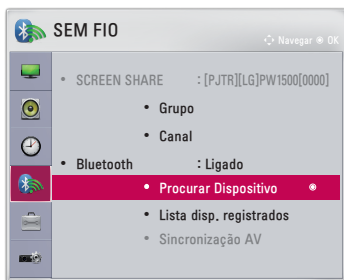 SEM FIO
Navegar OK
• SCREEN SHARE : [PJTR][LG]PW1500[0000]
• Grupo
• Canal
• Bluetooth : Ligado
• Procurar Dispositivo
• Lista disp. registrados
• Sincronização AV